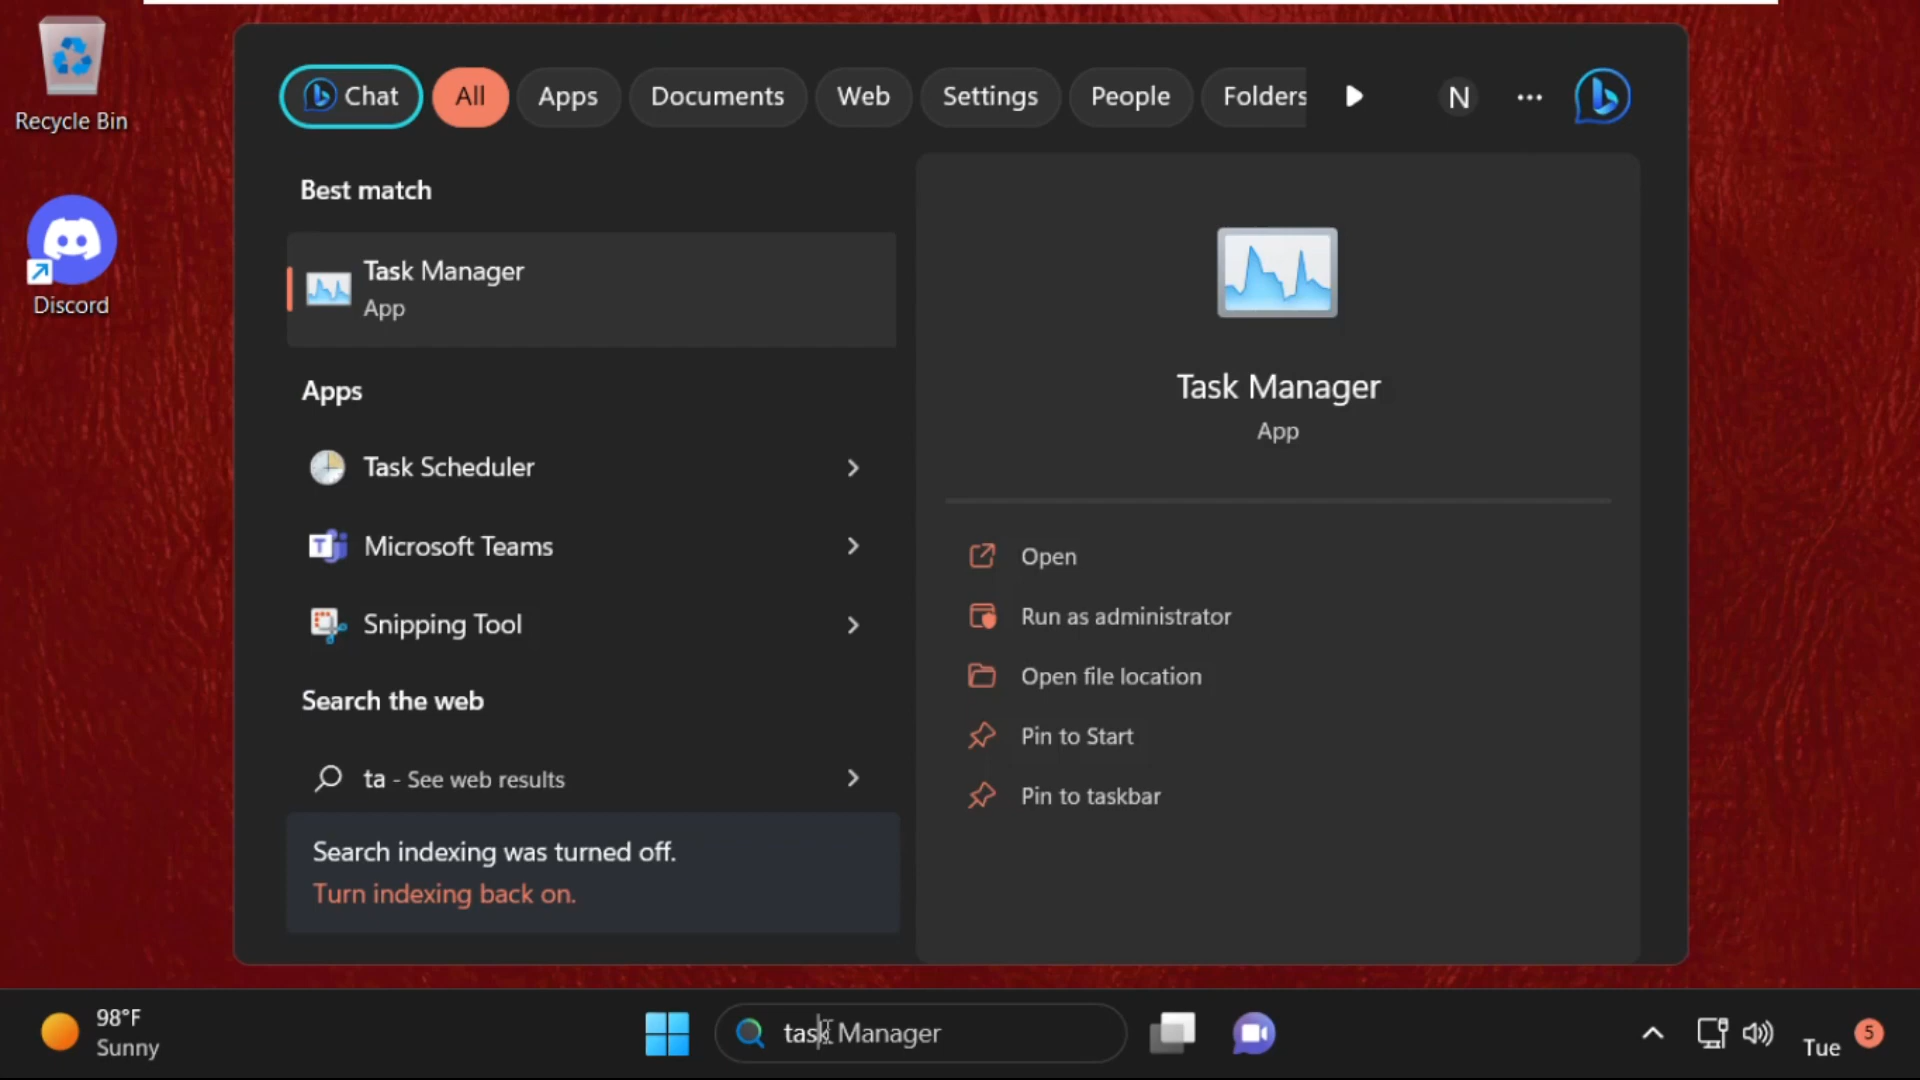 Recycle Bin
Discord
Chat
All
Apps
Documents
Web
Settings
People
Folders
N
Best match
Task Manager
App
Apps
Task Scheduler
Microsoft Teams
Snipping Tool
Search the web
ta - See web results
Search indexing was turned off.
Turn indexing back on.
Task Manager
App
Open
Run as administrator
Open file location
Pin to Start
Pin to taskbar
98°F
Sunny
task Manager
Tue
5